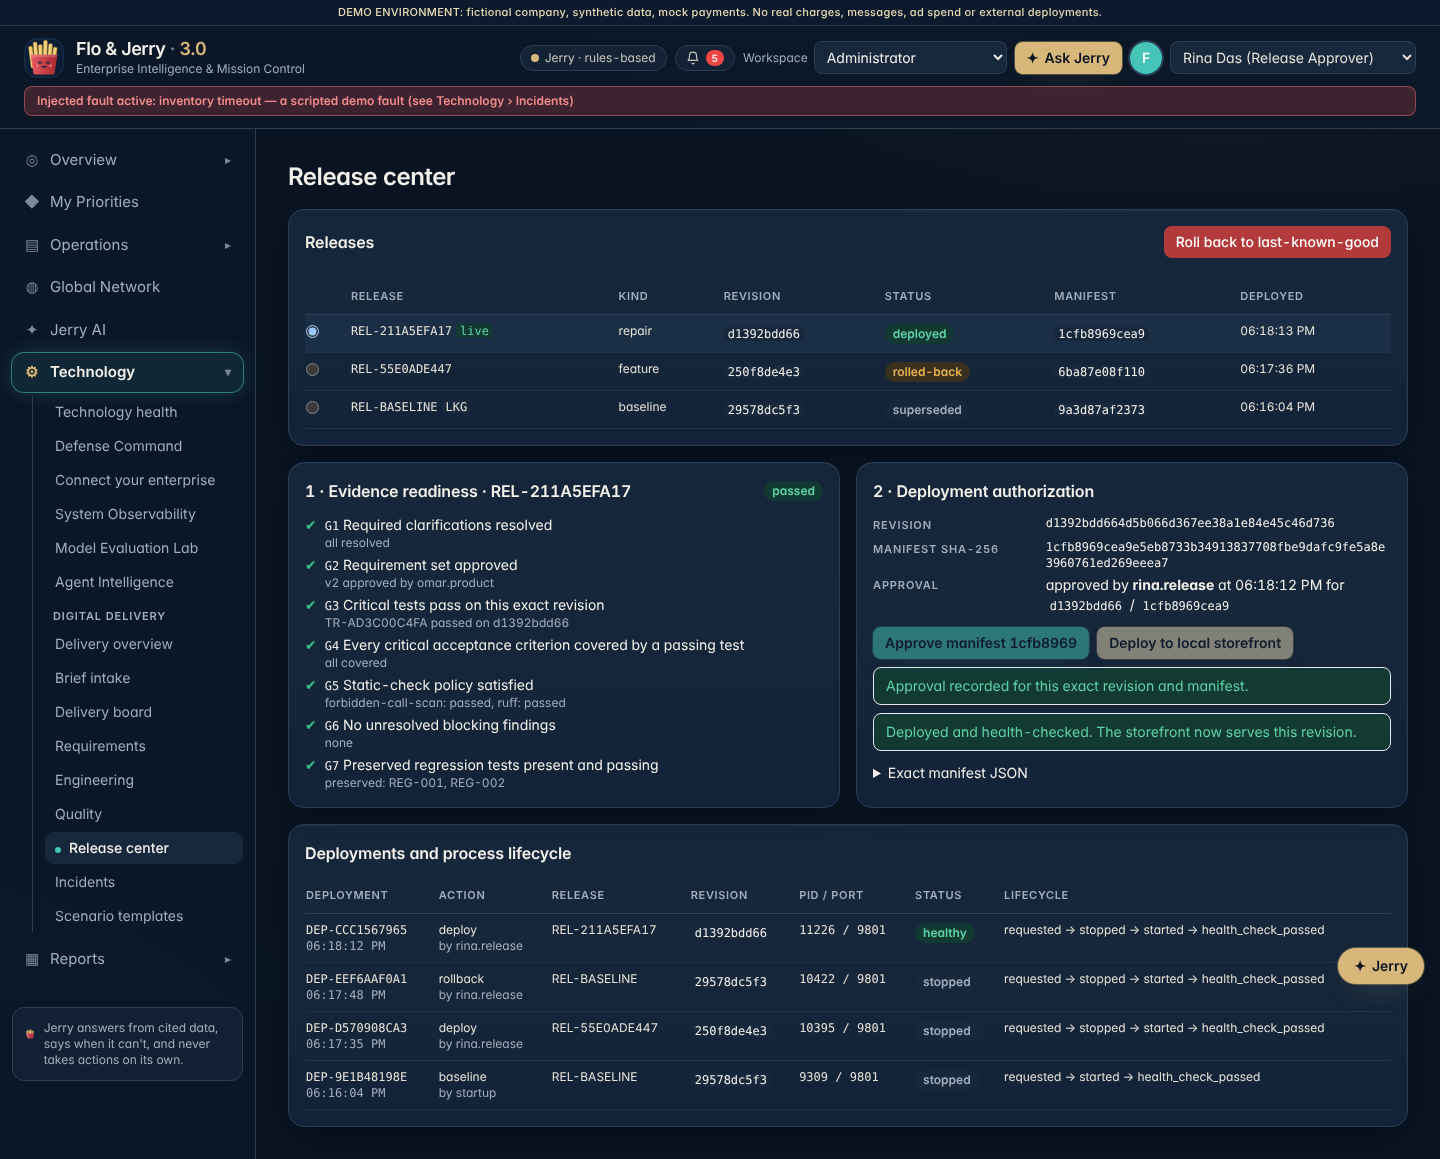 DEMO ENVIRONMENT: fictional company, synthetic data, mock payments. No real charges, messages, ad spend or external deployments.
Flo & Jerry · 3.0
Enterprise Intelligence & Mission Control
Jerry · rules-based
5
Workspace
Administrator
✦ Ask Jerry
F
Rina Das (Release Approver)
Injected fault active: inventory timeout — a scripted demo fault (see Technology › Incidents)
Overview
My Priorities
Operations
Global Network
Jerry AI
Technology
Technology health
Defense Command
Connect your enterprise
System Observability
Model Evaluation Lab
Agent Intelligence
DIGITAL DELIVERY
Delivery overview
Brief intake
Delivery board
Requirements
Engineering
Quality
Release center
Incidents
Scenario templates
Reports
Jerry answers from cited data,
says when it can't, and never
takes actions on its own.
Release center
Releases
Roll back to last-known-good
RELEASE KIND REVISION STATUS MANIFEST DEPLOYED
REL-211A5EFA17 live repair d1392bdd66 deployed 1cfb8969cea9 06:18:13 PM
REL-55E0ADE447 feature 250f8de4e3 rolled-back 6ba87e08f110 06:17:36 PM
REL-BASELINE LKG baseline 29578dc5f3 superseded 9a3d87af2373 06:16:04 PM
1 · Evidence readiness · REL-211A5EFA17 passed
✔ G1 Required clarifications resolved
all resolved
✔ G2 Requirement set approved
v2 approved by omar.product
✔ G3 Critical tests pass on this exact revision
TR-AD3C00C4FA passed on d1392bdd66
✔ G4 Every critical acceptance criterion covered by a passing test
all covered
✔ G5 Static-check policy satisfied
forbidden-call-scan: passed, ruff: passed
✔ G6 No unresolved blocking findings
none
✔ G7 Preserved regression tests present and passing
preserved: REG-001, REG-002
2 · Deployment authorization
REVISION d1392bdd664d5b066d367ee38a1e84e45c46d736
MANIFEST SHA-256 1cfb8969cea9e5eb8733b34913837708fbe9dafc9fe5a8e
3960761ed269eeea7
APPROVAL approved by rina.release at 06:18:12 PM for
d1392bdd66 / 1cfb8969cea9
Approve manifest 1cfb8969 Deploy to local storefront
Approval recorded for this exact revision and manifest.
Deployed and health-checked. The storefront now serves this revision.
▶ Exact manifest JSON
Deployments and process lifecycle
DEPLOYMENT ACTION RELEASE REVISION PID / PORT STATUS LIFECYCLE
DEP-CCC1567965 deploy REL-211A5EFA17 d1392bdd66 11226 / 9801 healthy requested → stopped → started → health_check_passed
06:18:12 PM by rina.release
DEP-EEF6AAF0A1 rollback REL-BASELINE 29578dc5f3 10422 / 9801 stopped requested → stopped → started → health_check_passed
06:17:48 PM by rina.release
DEP-D570908CA3 deploy REL-55E0ADE447 250f8de4e3 10395 / 9801 stopped requested → stopped → started → health_check_passed
06:17:35 PM by rina.release
DEP-9E1B48198E baseline REL-BASELINE 29578dc5f3 9309 / 9801 stopped requested → started → health_check_passed
06:16:04 PM by startup
✦ Jerry